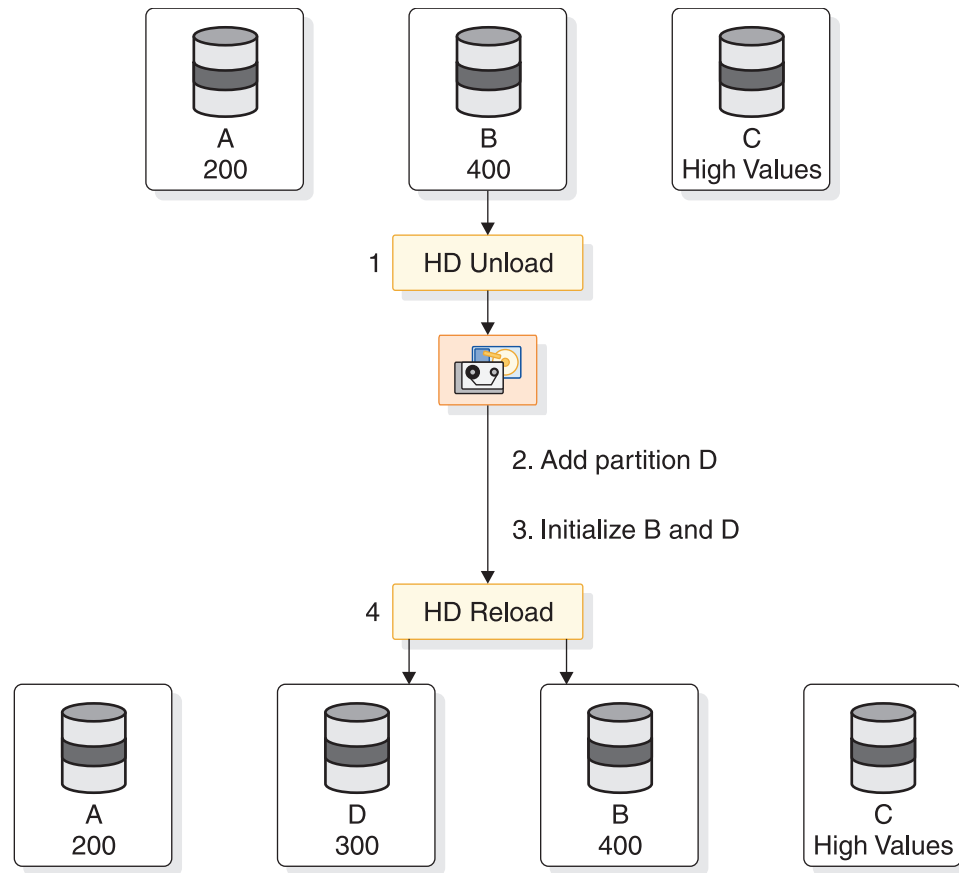 A
200
B
400
C
High Values
1
HD Unload
2. Add partition D
3. Initialize B and D
4
HD Reload
A
200
D
300
B
400
C
High Values